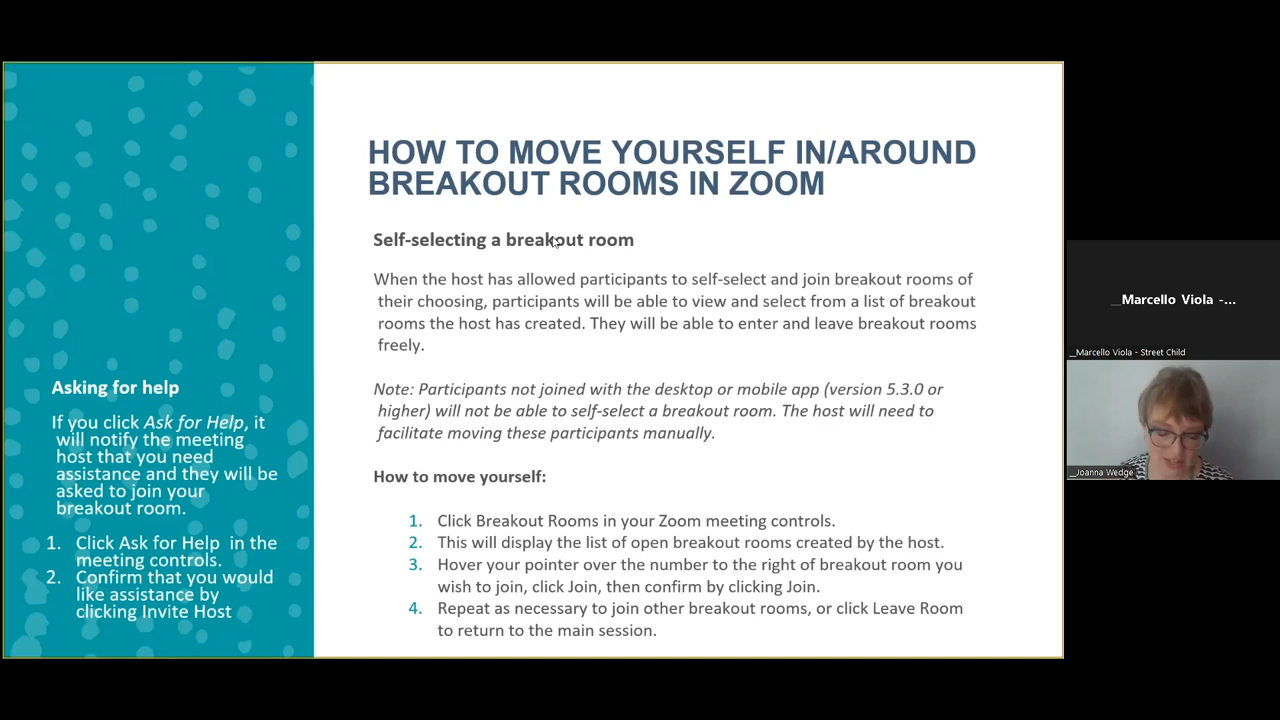 HOW TO MOVE YOURSELF IN/AROUND
BREAKOUT ROOMS IN ZOOM
Self-selecting a breakout room
When the host has allowed participants to self-select and join breakout rooms of
their choosing, participants will be able to view and select from a list of breakout
rooms the host has created. They will be able to enter and leave breakout rooms
freely.
Note: Participants not joined with the desktop or mobile app (version 5.3.0 or
higher) will not be able to self-select a breakout room. The host will need to
facilitate moving these participants manually.
How to move yourself:
1. Click Breakout Rooms in your Zoom meeting controls.
2. This will display the list of open breakout rooms created by the host.
3. Hover your pointer over the number to the right of breakout room you
wish to join, click Join, then confirm by clicking Join.
4. Repeat as necessary to join other breakout rooms, or click Leave Room
to return to the main session.
Asking for help
If you click Ask for Help, it
will notify the meeting
host that you need
assistance and they will be
asked to join your
breakout room.
1. Click Ask for Help in the
meeting controls.
2. Confirm that you would
like assistance by
clicking Invite Host
_Marcello Viola -...
_Marcello Viola - Street Child
_Joanna Wedge